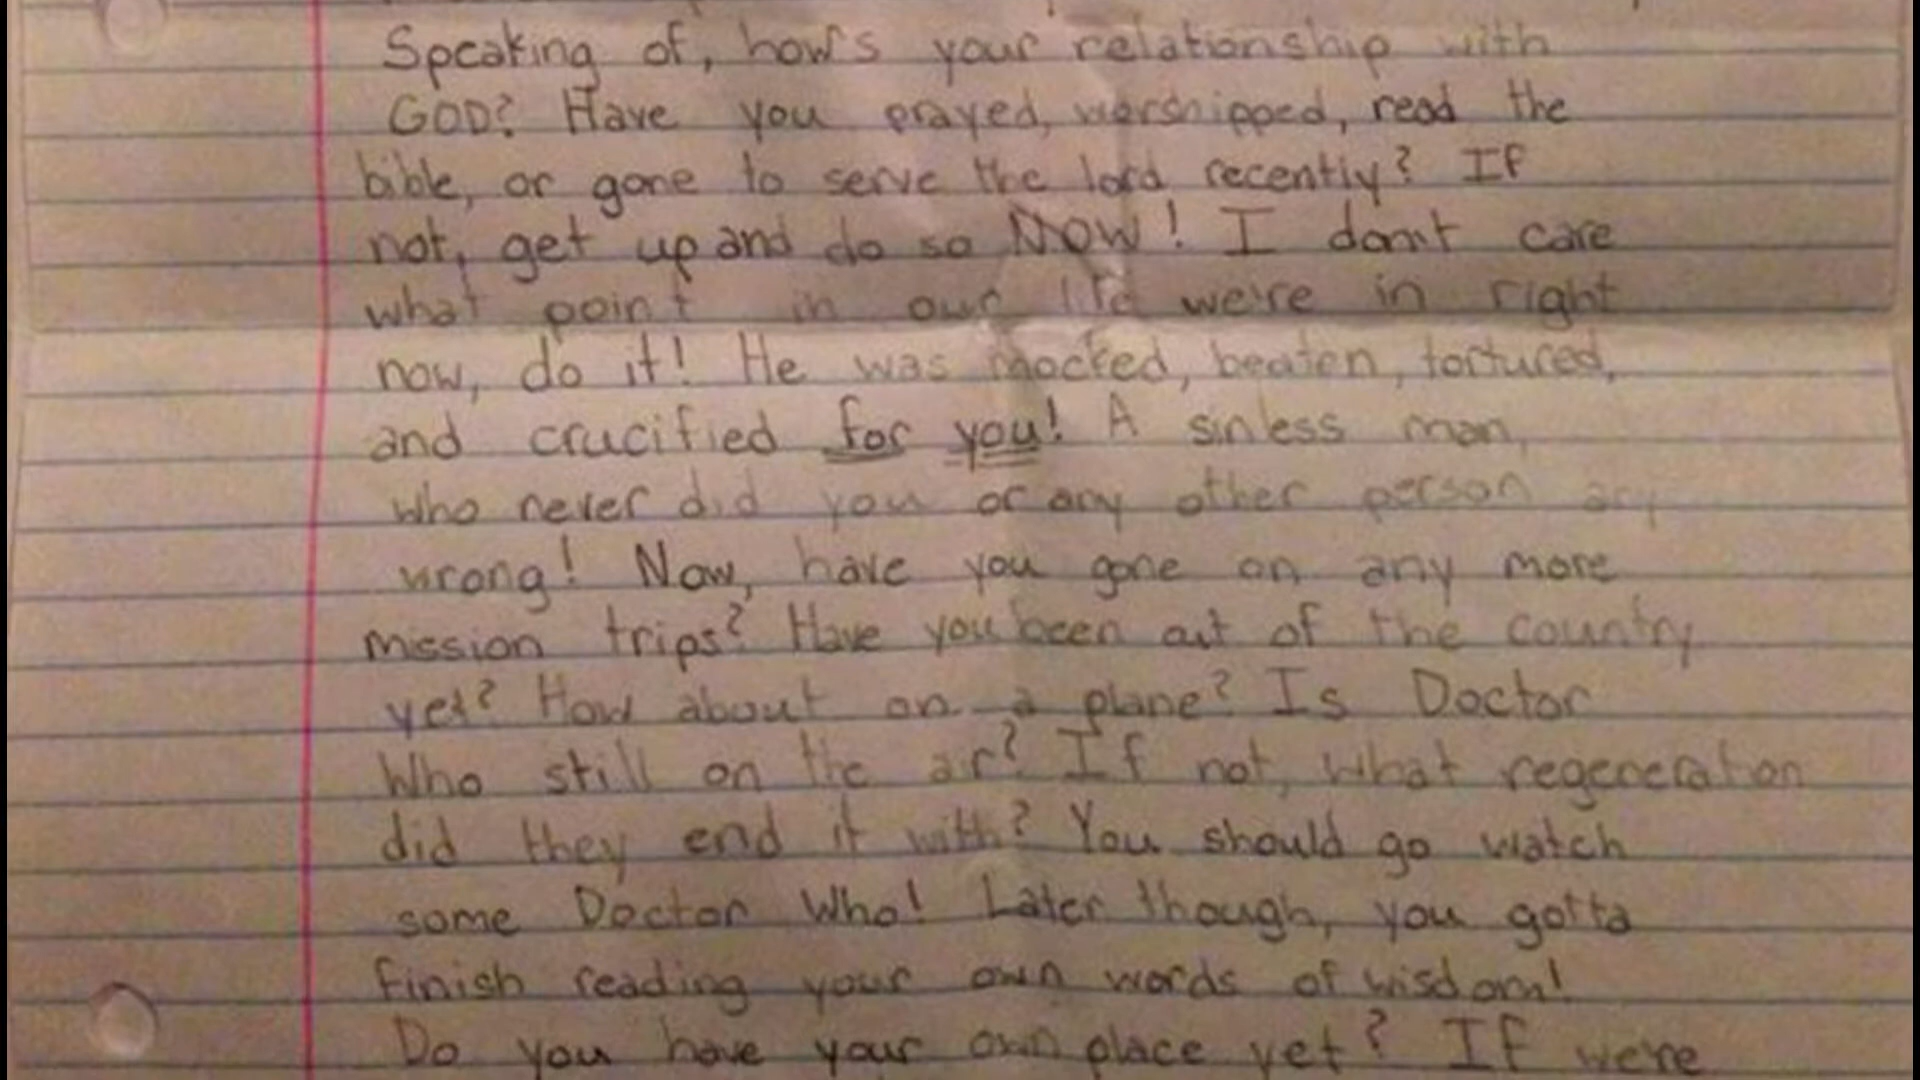 Speaking of, how's your relationship with
GOD? Have you prayed, worshipped, read the
bible, or gone to serve the lord recently? If
not, get up and do so NOW! I don't care
what point in our life we're in right
now, do it! He was mocked, beaten, tortured,
and crucified for you! A sinless man,
who never did you or any other person any
wrong! Now, have you gone on any more
mission trips? Have you been out of the country
yet? How about on a plane? Is Doctor
Who still on the air? If not, what regeneration
did they end it with? You should go watch
some Doctor Who! Later though, you gotta
finish reading your own words of wisdom!
Do you have your own place yet? If we're